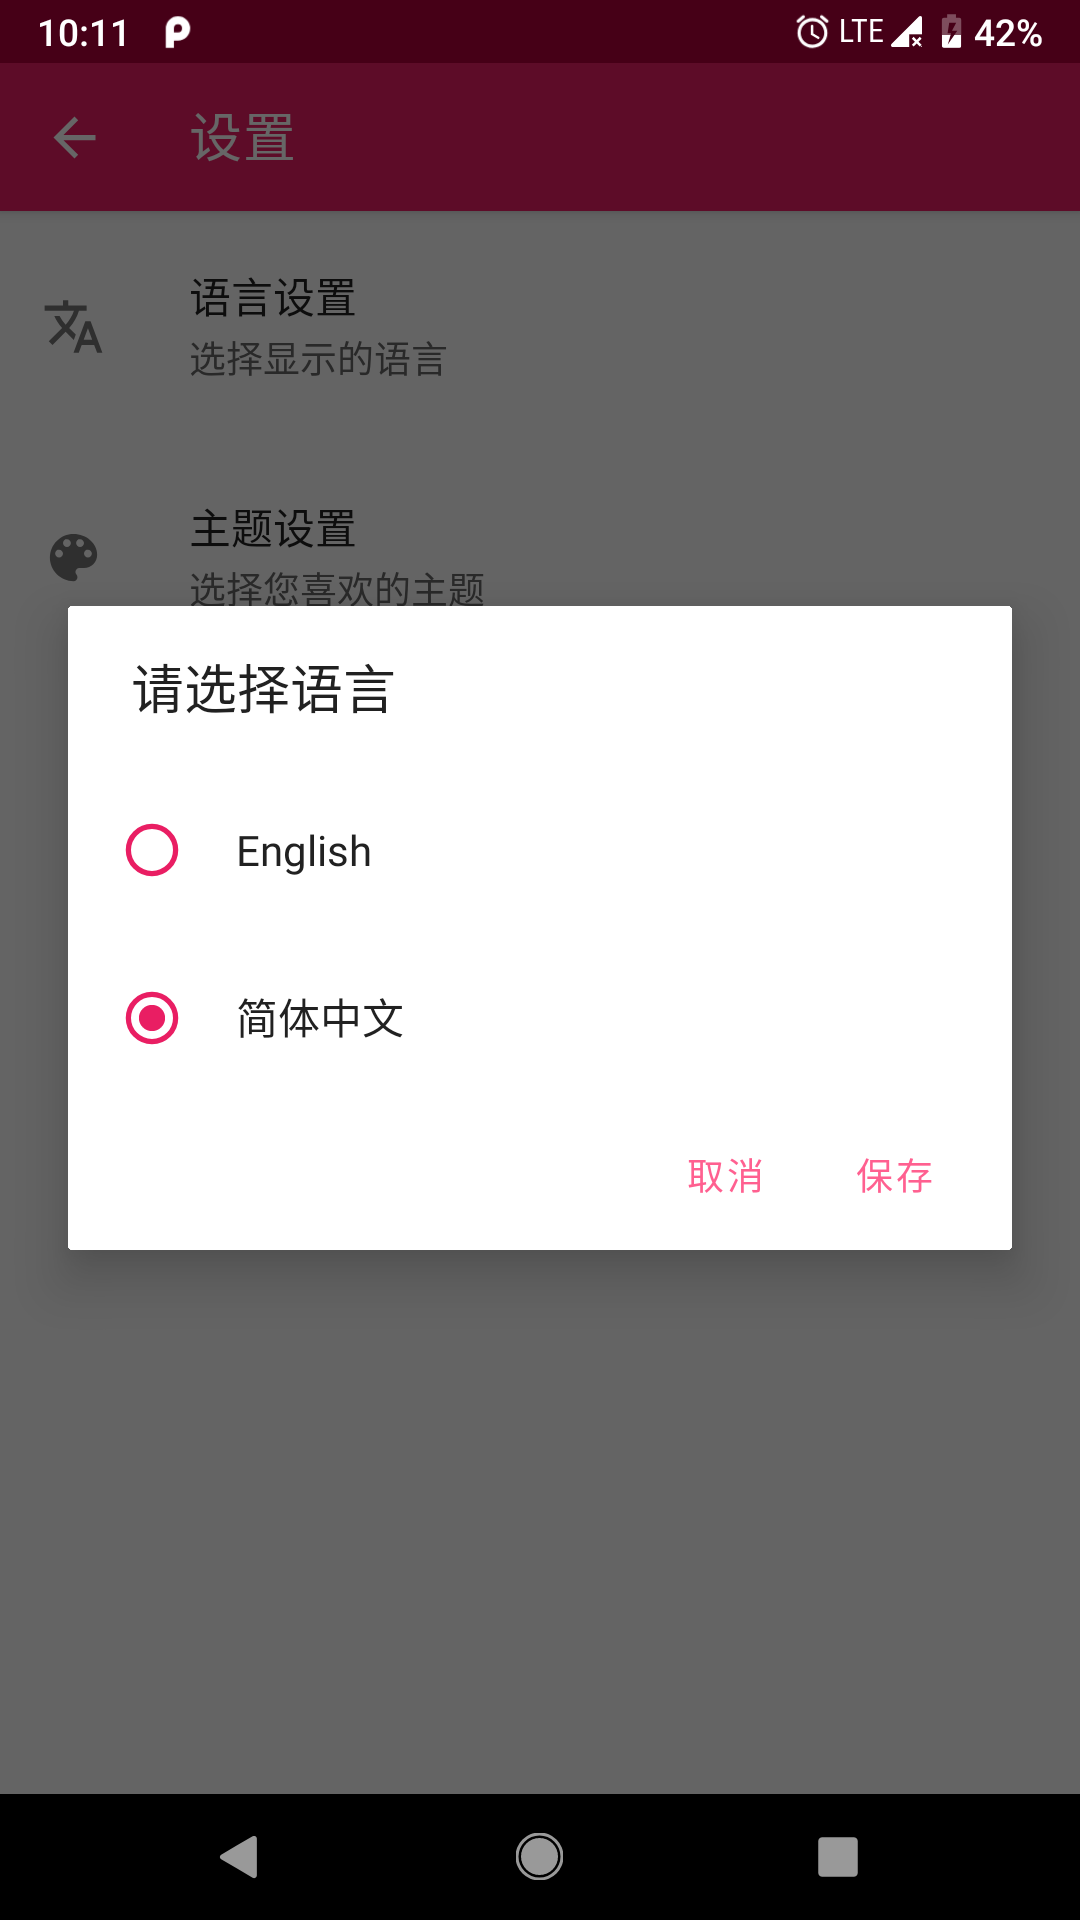 10:11
LTE
42%
设置
语言设置
选择显示的语言
主题设置
选择您喜欢的主题
请选择语言
English
简体中文
取消 保存